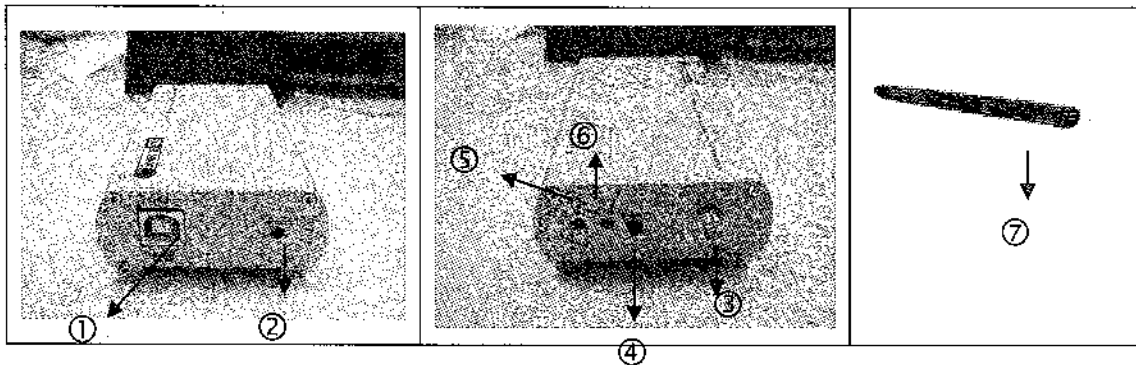 ⑥
⑤
⑦
① ② ③
④